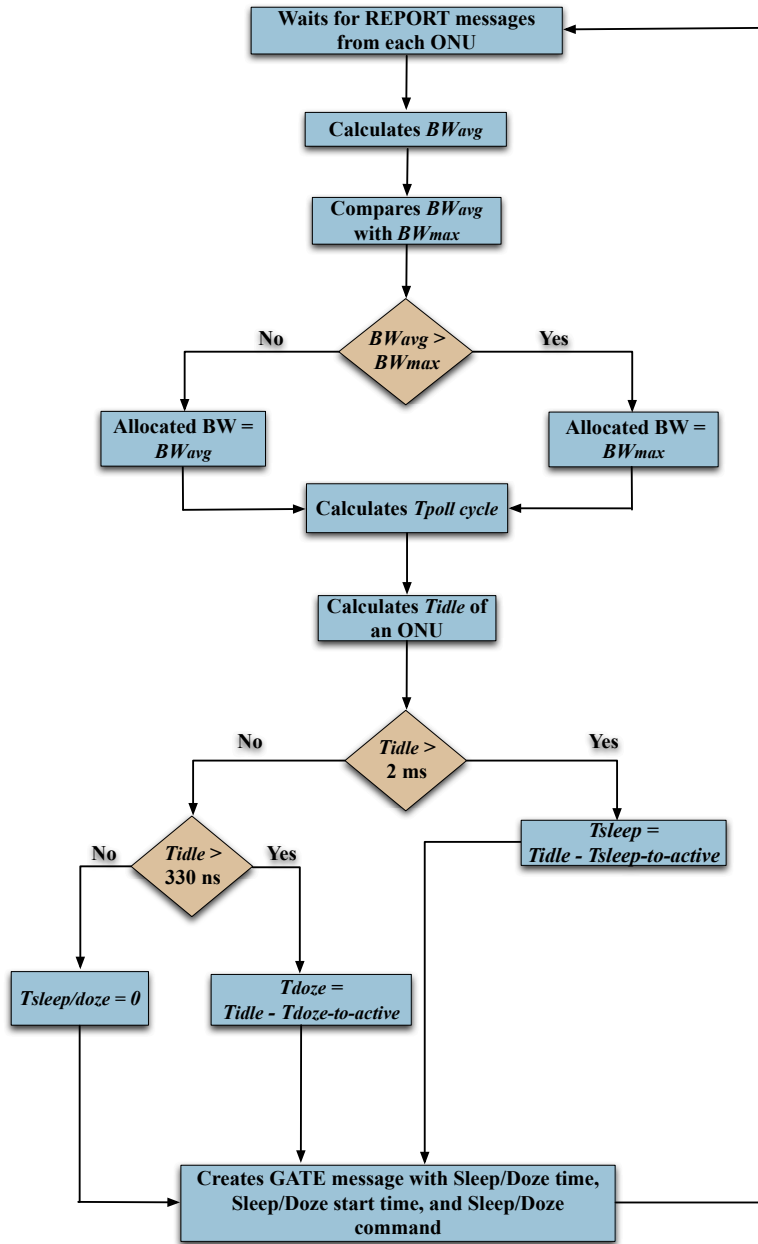 Waits for REPORT messages
from each ONU
Calculates BWavg
Compares BWavg
with BWmax
No
BWavg >
BWmax
Yes
Allocated BW =
BWavg
Allocated BW =
BWmax
Calculates Tpoll cycle
Calculates Tidle of
an ONU
No
Tidle >
2 ms
Yes
Tsleep =
Tidle - Tsleep-to-active
No
Tidle >
330 ns
Yes
Tsleep/doze = 0
Tdoze =
Tidle - Tdoze-to-active
Creates GATE message with Sleep/Doze time,
Sleep/Doze start time, and Sleep/Doze
command